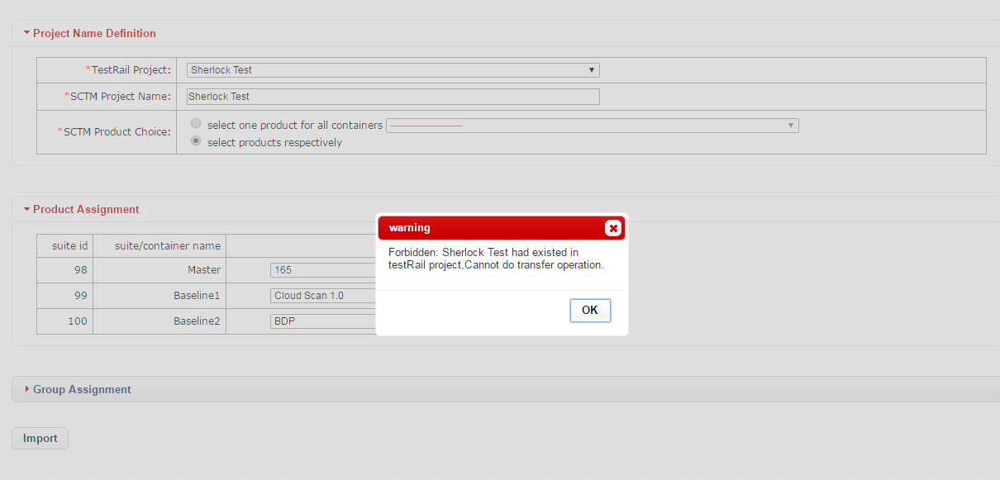 Project Name Definition
*TestRail Project: Sherlock Test
*SCTM Project Name: Sherlock Test
*SCTM Product Choice:
select one product for all containers ----------------------
select products respectively
Product Assignment
suite id suite/container name
98 Master 165
99 Baseline1 Cloud Scan 1.0
100 Baseline2 BDP
warning
Forbidden: Sherlock Test had existed in
testRail project,Cannot do transfer operation.
OK
Group Assignment
Import